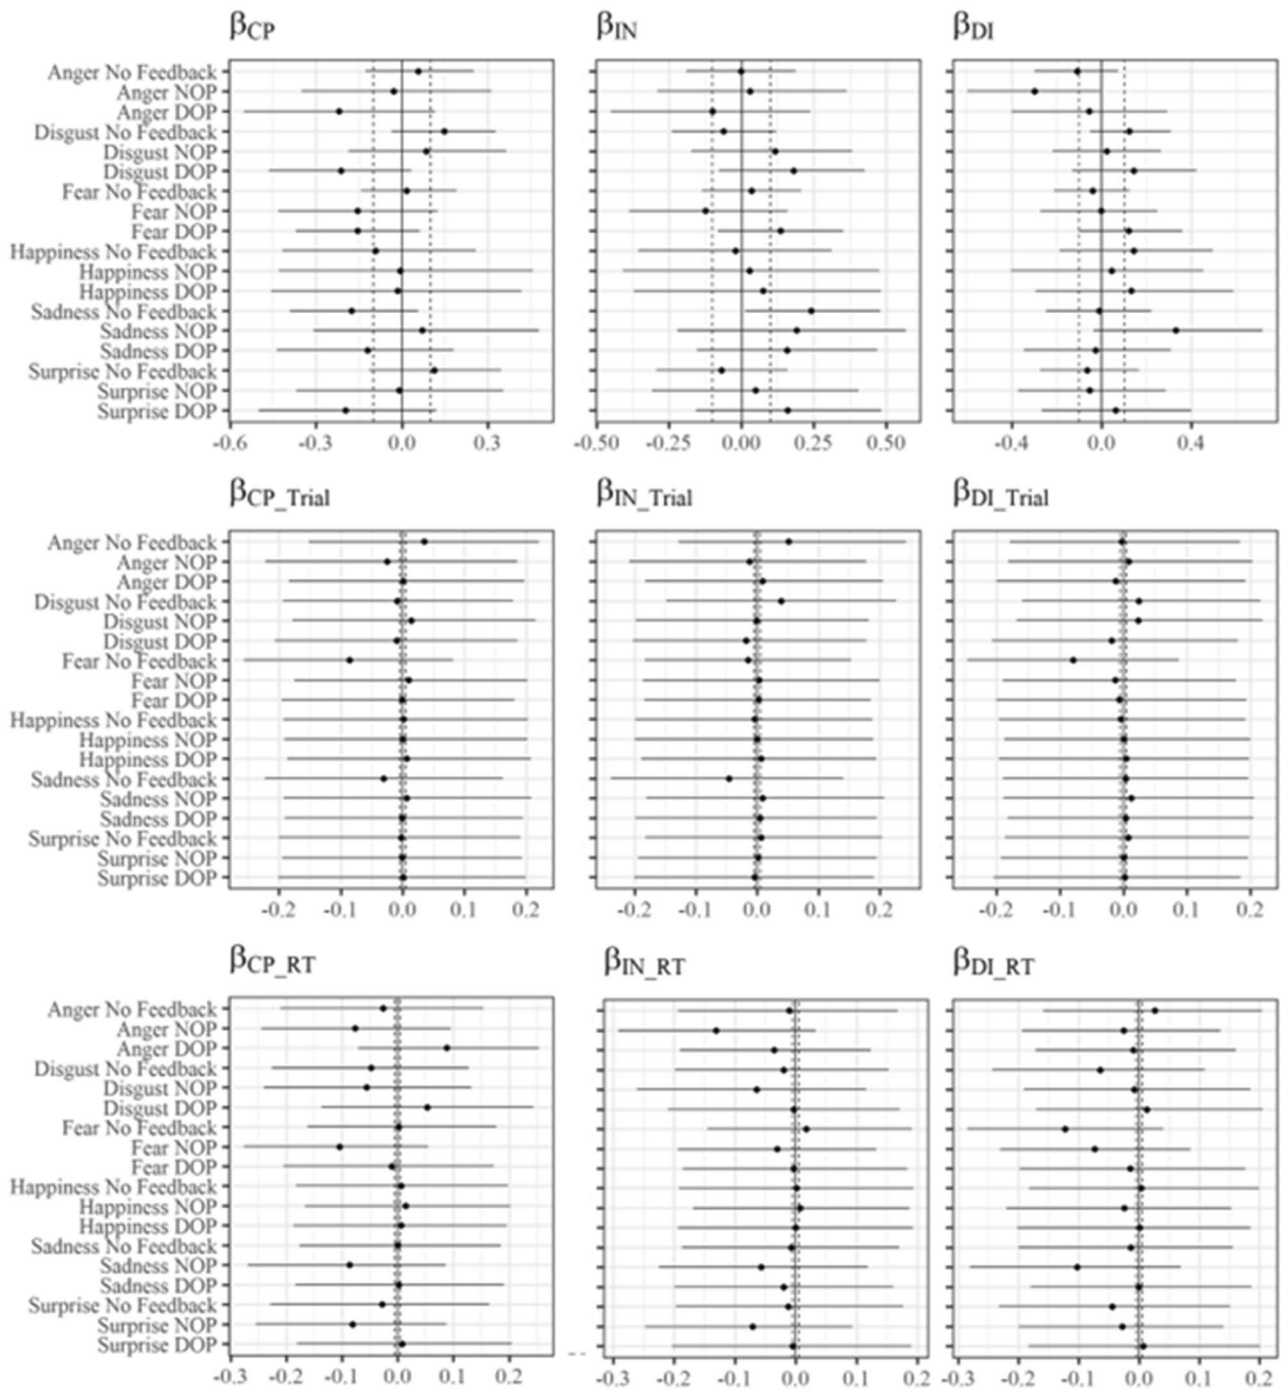 βCP βIN βDI
Anger No Feedback
Anger NOP
Anger DOP
Disgust No Feedback
Disgust NOP
Disgust DOP
Fear No Feedback
Fear NOP
Fear DOP
Happiness No Feedback
Happiness NOP
Happiness DOP
Sadness No Feedback
Sadness NOP
Sadness DOP
Surprise No Feedback
Surprise NOP
Surprise DOP
-0.6 -0.3 0.0 0.3 -0.50 -0.25 0.00 0.25 0.50 -0.4 0.0 0.4
βCP_Trial βIN_Trial βDI_Trial
Anger No Feedback
Anger NOP
Anger DOP
Disgust No Feedback
Disgust NOP
Disgust DOP
Fear No Feedback
Fear NOP
Fear DOP
Happiness No Feedback
Happiness NOP
Happiness DOP
Sadness No Feedback
Sadness NOP
Sadness DOP
Surprise No Feedback
Surprise NOP
Surprise DOP
-0.2 -0.1 0.0 0.1 0.2 -0.2 -0.1 0.0 0.1 0.2 -0.2 -0.1 0.0 0.1 0.2
βCP_RT βIN_RT βDI_RT
Anger No Feedback
Anger NOP
Anger DOP
Disgust No Feedback
Disgust NOP
Disgust DOP
Fear No Feedback
Fear NOP
Fear DOP
Happiness No Feedback
Happiness NOP
Happiness DOP
Sadness No Feedback
Sadness NOP
Sadness DOP
Surprise No Feedback
Surprise NOP
Surprise DOP
-0.3 -0.2 -0.1 0.0 0.1 0.2 -0.3 -0.2 -0.1 0.0 0.1 0.2 -0.3 -0.2 -0.1 0.0 0.1 0.2